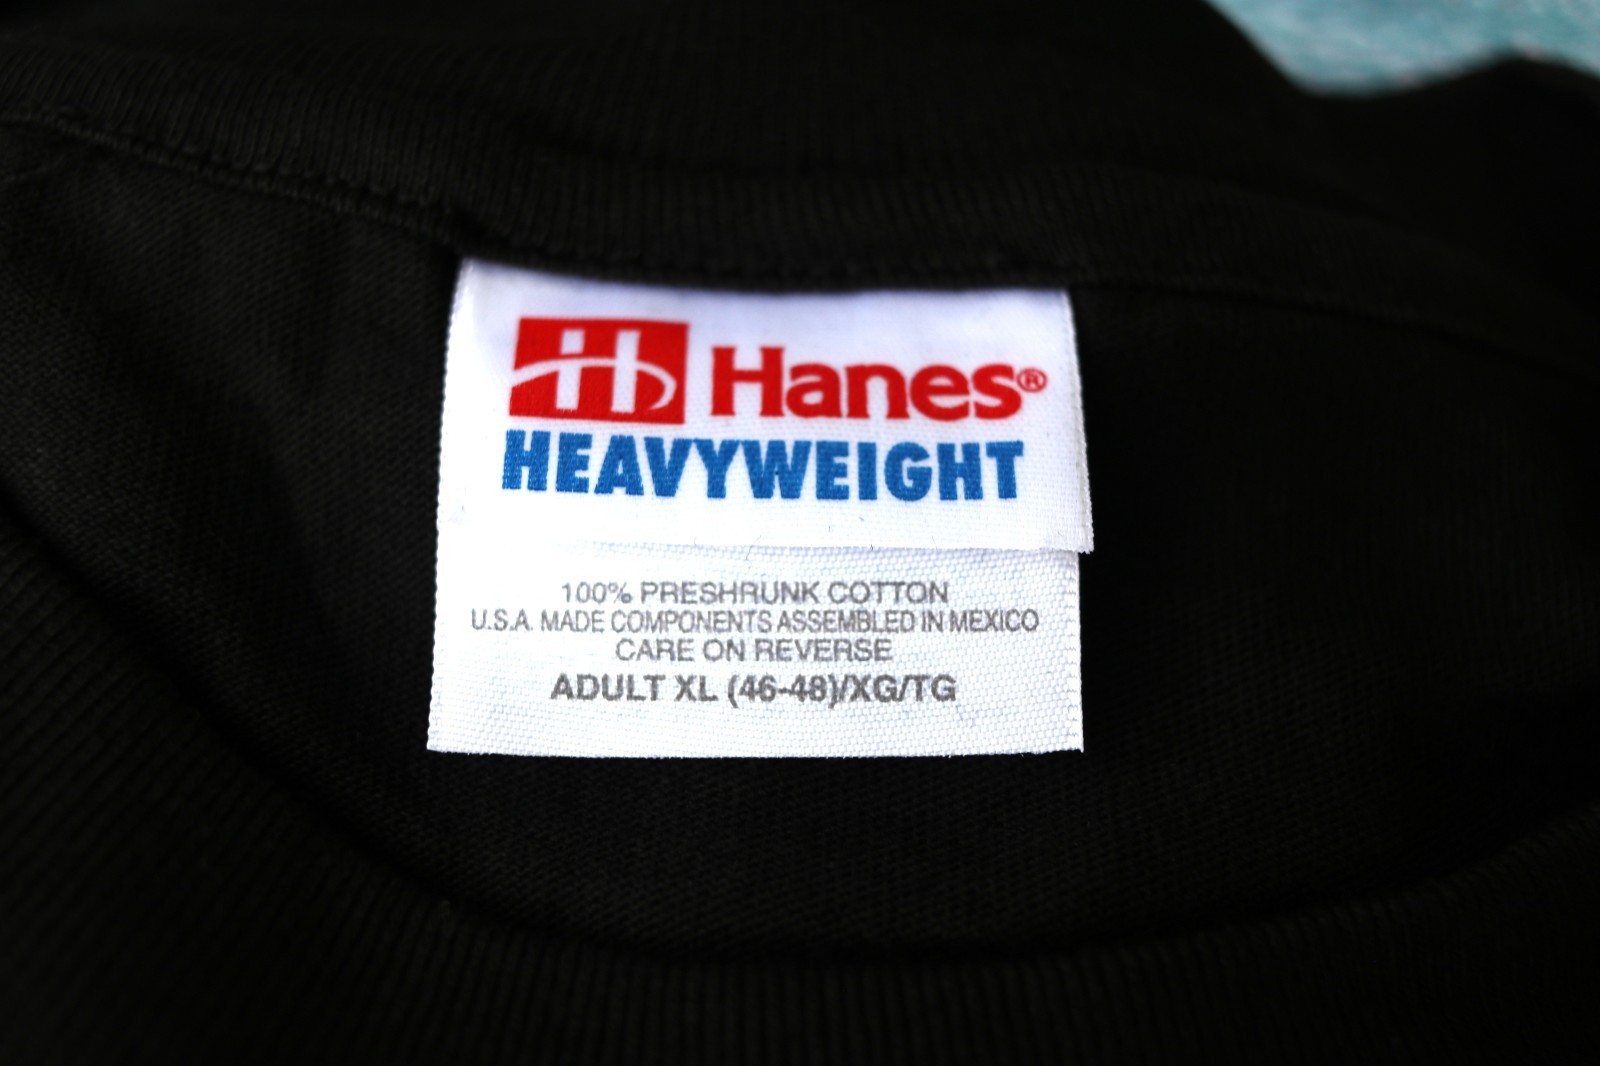 H Hanes®
HEAVYWEIGHT
100% PRESHRUNK COTTON
U.S.A. MADE COMPONENTS ASSEMBLED IN MEXICO
CARE ON REVERSE
ADULT XL (46-48)/XG/TG